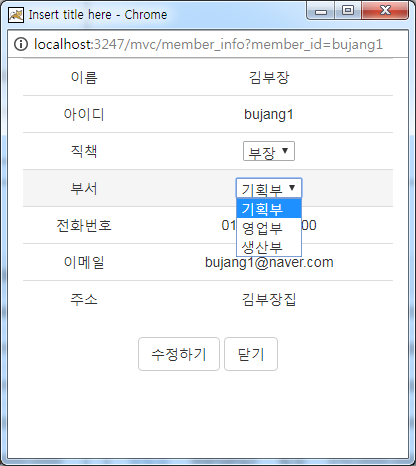 Insert title here - Chrome
localhost:3247/mvc/member_info?member_id=bujang1
이름 김부장
아이디 bujang1
직책 부장
부서 기획부
기획부
전화번호 01 00
영업부
생산부
이메일 bujang1@naver.com
주소 김부장집
수정하기 닫기